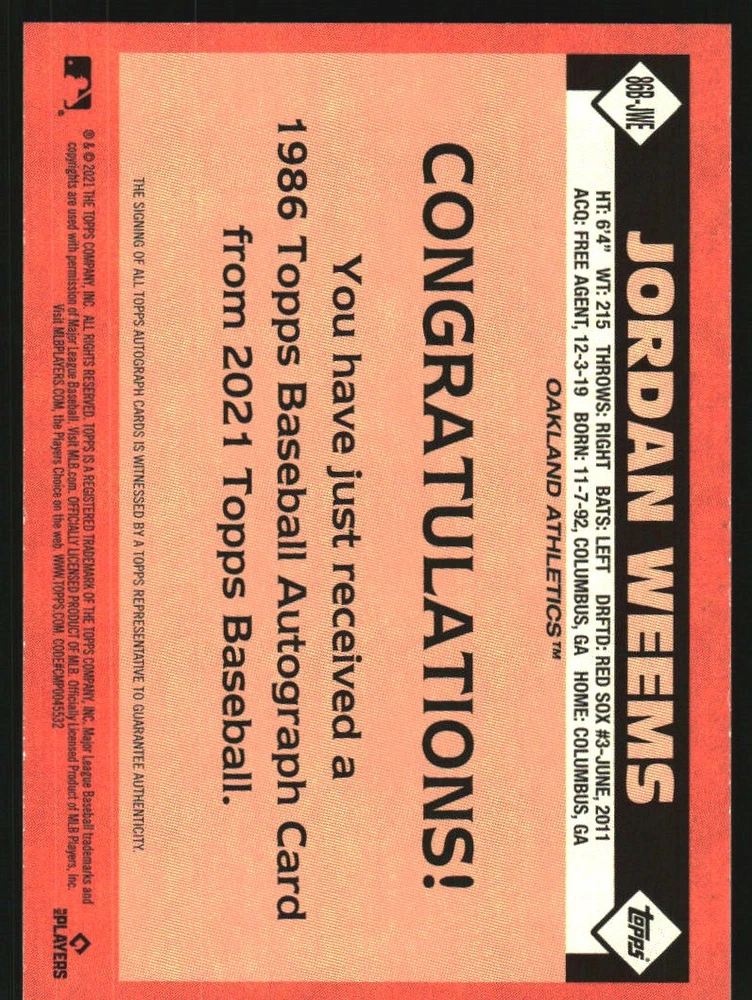 86B-JWE
JORDAN WEEMS
Topps
HT: 6'4" WT: 215 THROWS: RIGHT BATS: LEFT DRFTD: RED SOX #3-JUNE, 2011
ACQ: FREE AGENT, 12-3-19 BORN: 11-7-92, COLUMBUS, GA HOME: COLUMBUS, GA
OAKLAND ATHLETICS™
CONGRATULATIONS!
You have just received a
1986 Topps Baseball Autograph Card
from 2021 Topps Baseball.
THE SIGNING OF ALL TOPPS AUTOGRAPH CARDS IS WITNESSED BY A TOPPS REPRESENTATIVE TO GUARANTEE AUTHENTICITY.
® & © 2021 THE TOPPS COMPANY, INC. ALL RIGHTS RESERVED. TOPPS IS A REGISTERED TRADEMARK OF THE TOPPS COMPANY, INC. Major League Baseball trademarks and
copyrights are used with permission of Major League Baseball. Visit MLB.com. OFFICIALLY LICENSED PRODUCT OF MLB. Officially Licensed Product of MLB Players, Inc.
Visit MLBPLAYERS.COM, the Players Choice on the web. WWW.TOPPS.COM CODE#CMP0045532
®
MLB PLAYERS